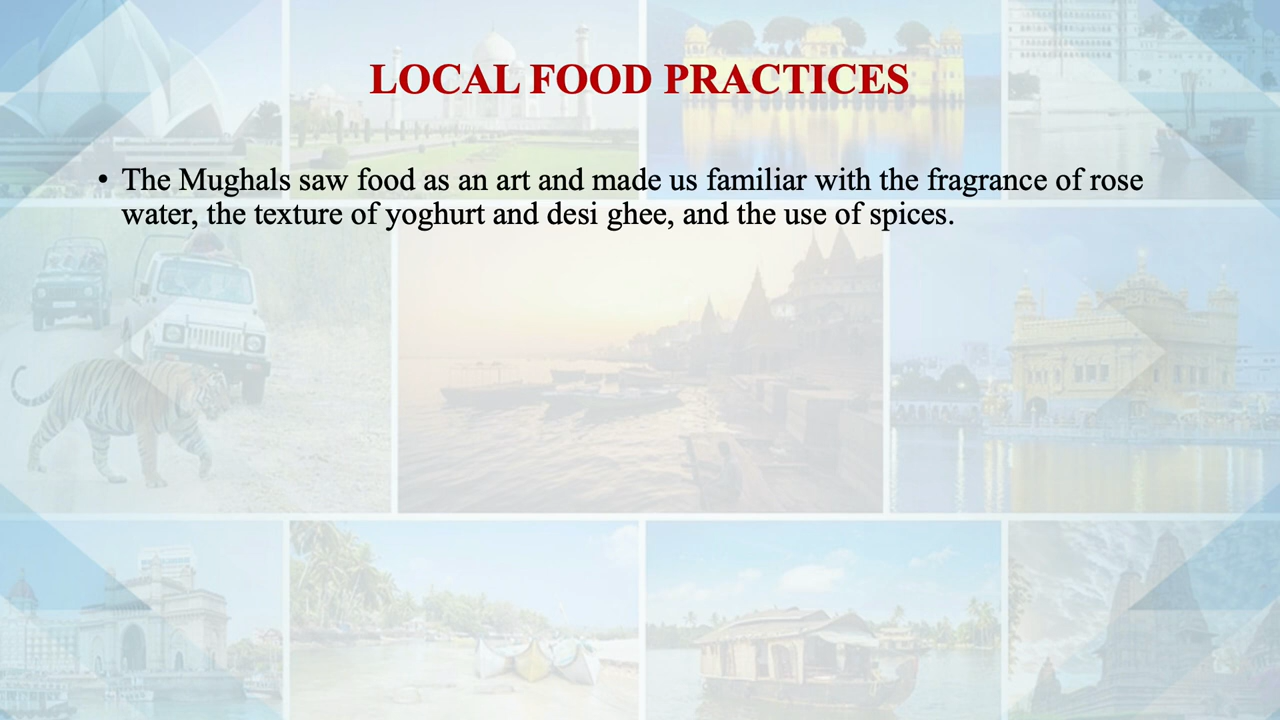 LOCAL FOOD PRACTICES
• The Mughals saw food as an art and made us familiar with the fragrance of rose
water, the texture of yoghurt and desi ghee, and the use of spices.